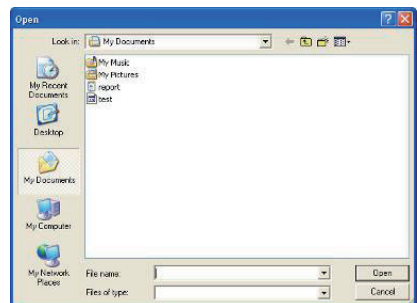 Open
Look in: My Documents
My Recent
Documents
Desktop
My Documents
My Computer
My Network
Places
My Music
My Pictures
report
test
File name: Open
Files of type: Cancel